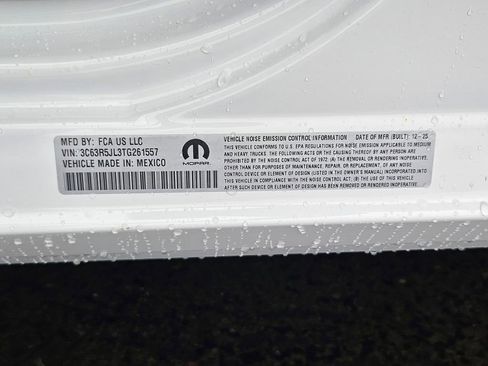 MFD BY: FCA US LLC
VIN: 3C63R5JL3TG261557
VEHICLE MADE IN: MEXICO
MOPAR
VEHICLE NOISE EMISSION CONTROL INFORMATION DATE OF MFR (BUILT): 12 - 25
THIS VEHICLE CONFORMS TO U.S. EPA REGULATIONS FOR NOISE EMISSION APPLICABLE TO
MEDIUM AND HEAVY TRUCKS. THE FOLLOWING ACTS OR THE CAUSING THEREOF BY ANY PERSON ARE
PROHIBITED BY THE NOISE CONTROL ACT OF 1972: (A) THE REMOVAL OR RENDERING INOPERATIVE,
OTHER THAN FOR PURPOSES OF MAINTENANCE, REPAIR, OR REPLACEMENT, OF ANY NOISE
CONTROL DEVICE OR ELEMENT OF DESIGN (LISTED IN THE OWNER'S MANUAL) INCORPORATED INTO
THIS VEHICLE IN COMPLIANCE WITH THE NOISE CONTROL ACT; (B) THE USE OF THIS VEHICLE
AFTER SUCH DEVICE OR ELEMENT OF DESIGN HAS BEEN REMOVED OR RENDERED INOPERATIVE.